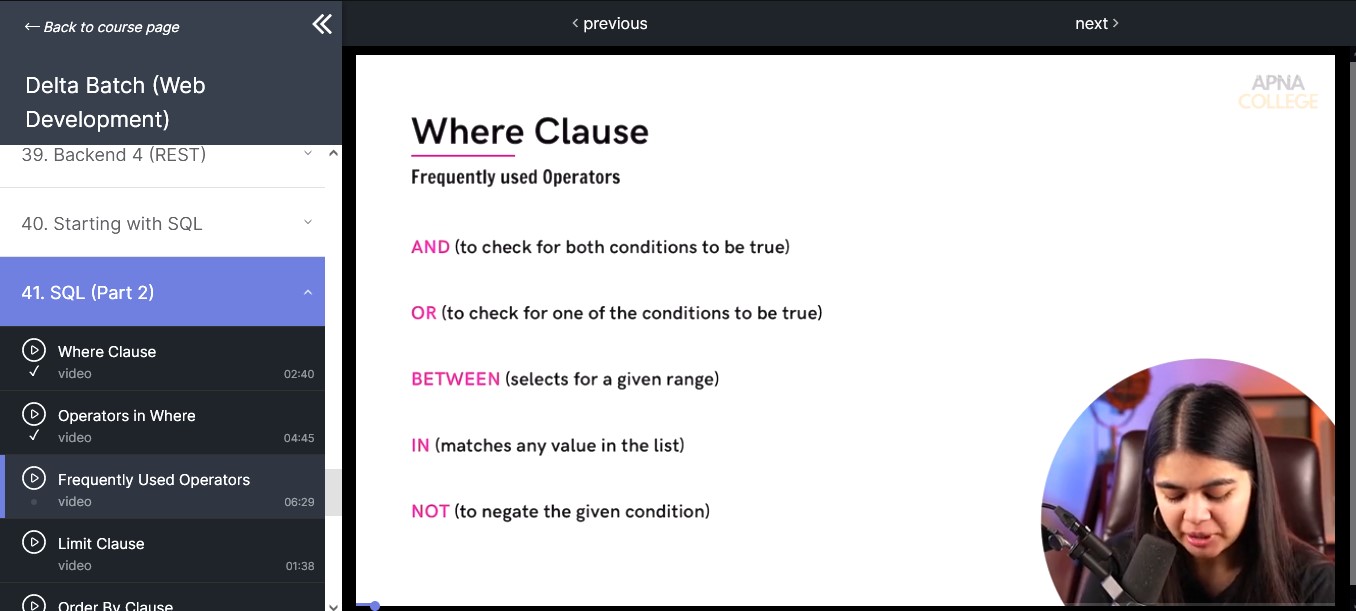 ← Back to course page
Delta Batch (Web
Development)
39. Backend 4 (REST)
40. Starting with SQL
41. SQL (Part 2)
Where Clause
video 02:40
Operators in Where
video 04:45
Frequently Used Operators
video 06:29
Limit Clause
video 01:38
Order By Clause
previous
next
APNA
COLLEGE
Where Clause
Frequently used Operators
AND (to check for both conditions to be true)
OR (to check for one of the conditions to be true)
BETWEEN (selects for a given range)
IN (matches any value in the list)
NOT (to negate the given condition)